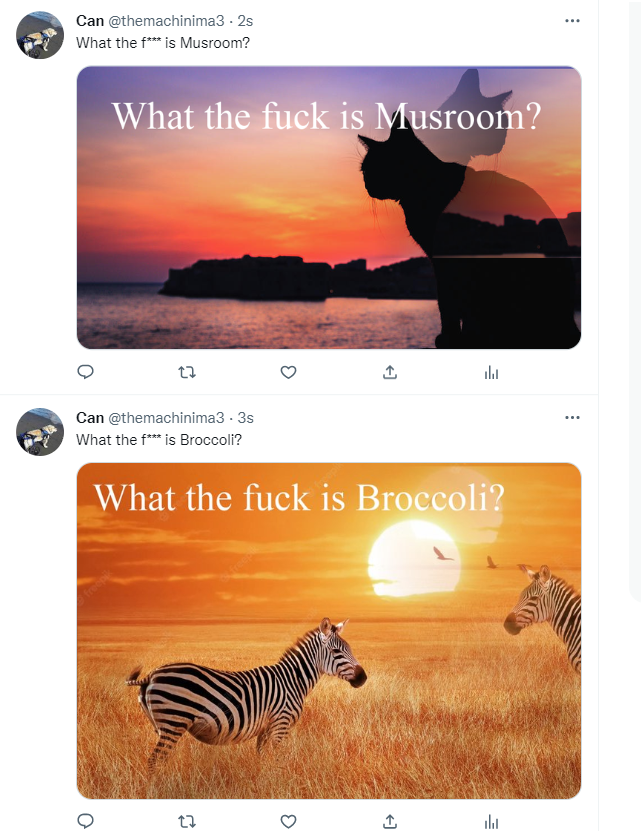 Can @themachinima3 · 2s
What the f*** is Musroom?
What the fuck is Musroom?
Can @themachinima3 · 3s
What the f*** is Broccoli?
What the fuck is Broccoli?